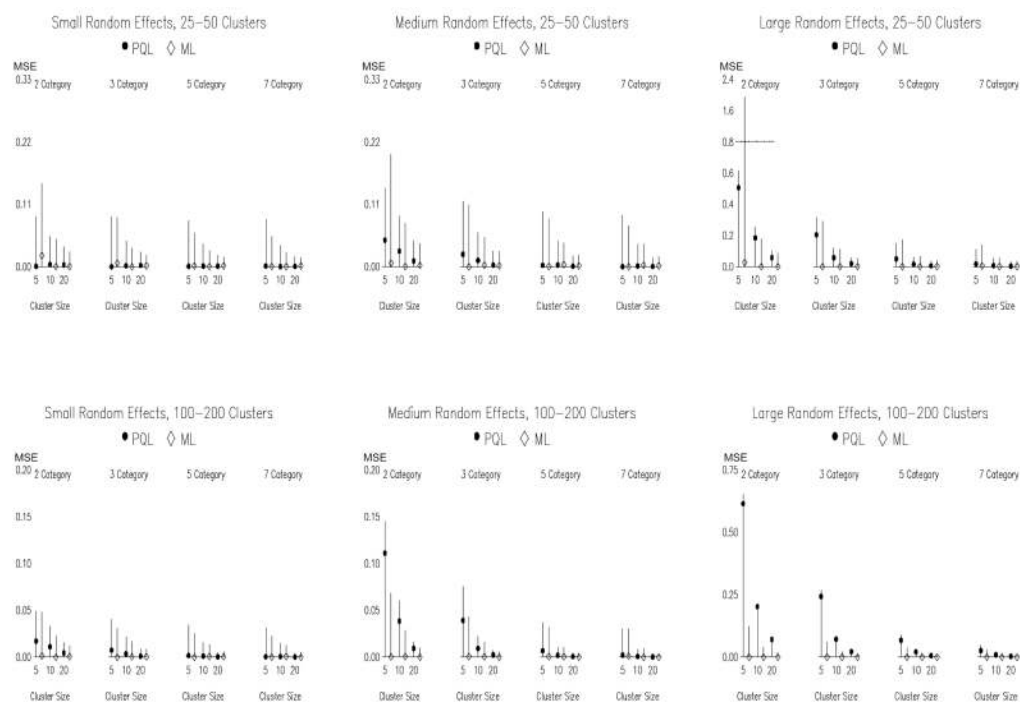 Small Random Effects, 25–50 Clusters
PQL ML
MSE
0.33
2 Category 3 Category 5 Category 7 Category
0.22
0.11
0.00
5 10 20 5 10 20 5 10 20 5 10 20
Cluster Size Cluster Size Cluster Size Cluster Size
Medium Random Effects, 25–50 Clusters
PQL ML
MSE
0.33
2 Category 3 Category 5 Category 7 Category
0.22
0.11
0.00
5 10 20 5 10 20 5 10 20 5 10 20
Cluster Size Cluster Size Cluster Size Cluster Size
Large Random Effects, 25–50 Clusters
PQL ML
MSE
2.4
2 Category 3 Category 5 Category 7 Category
1.6
0.8
0.6
0.4
0.2
0.0
5 10 20 5 10 20 5 10 20 5 10 20
Cluster Size Cluster Size Cluster Size Cluster Size
Small Random Effects, 100–200 Clusters
PQL ML
MSE
0.20
2 Category 3 Category 5 Category 7 Category
0.15
0.10
0.05
0.00
5 10 20 5 10 20 5 10 20 5 10 20
Cluster Size Cluster Size Cluster Size Cluster Size
Medium Random Effects, 100–200 Clusters
PQL ML
MSE
0.20
2 Category 3 Category 5 Category 7 Category
0.15
0.10
0.05
0.00
5 10 20 5 10 20 5 10 20 5 10 20
Cluster Size Cluster Size Cluster Size Cluster Size
Large Random Effects, 100–200 Clusters
PQL ML
MSE
0.75
2 Category 3 Category 5 Category 7 Category
0.50
0.25
0.00
5 10 20 5 10 20 5 10 20 5 10 20
Cluster Size Cluster Size Cluster Size Cluster Size